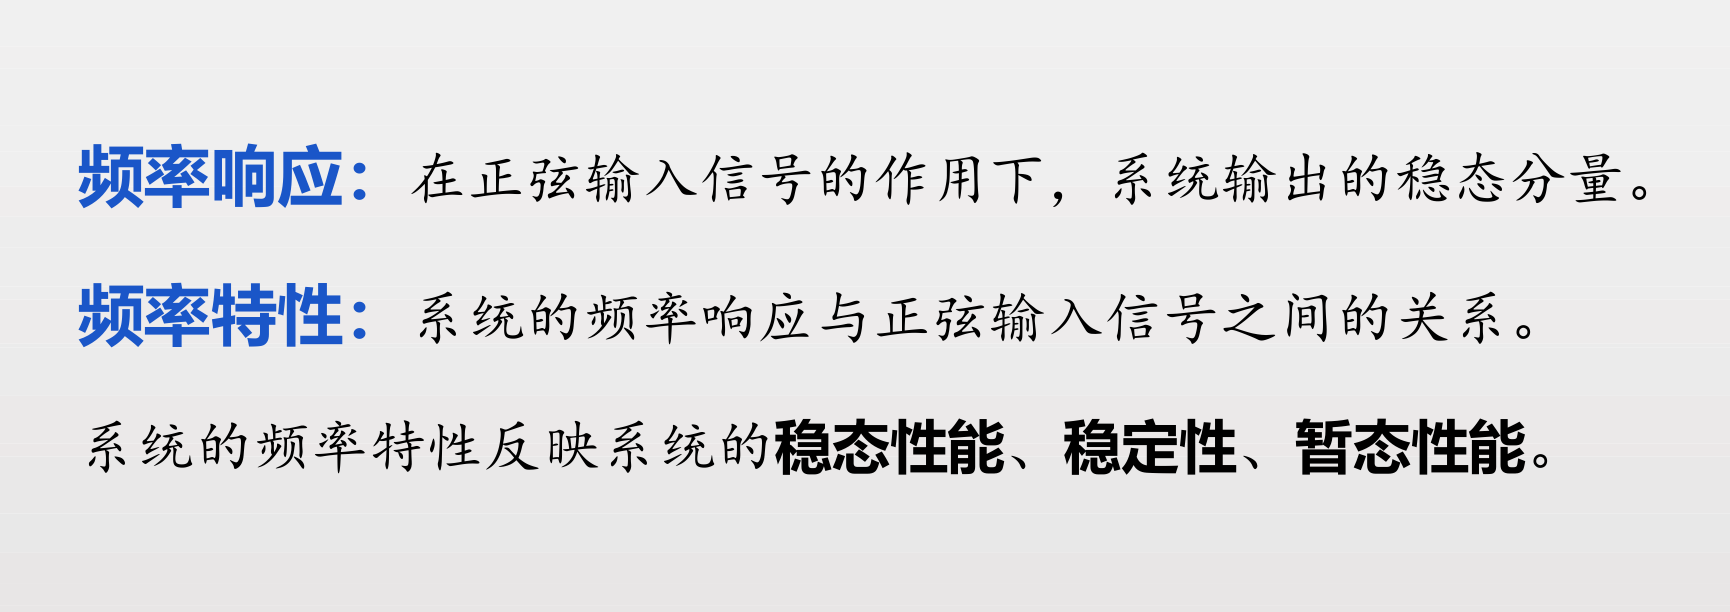 频率响应：在正弦输入信号的作用下，系统输出的稳态分量。
频率特性：系统的频率响应与正弦输入信号之间的关系。
系统的频率特性反映系统的稳态性能、稳定性、暂态性能。